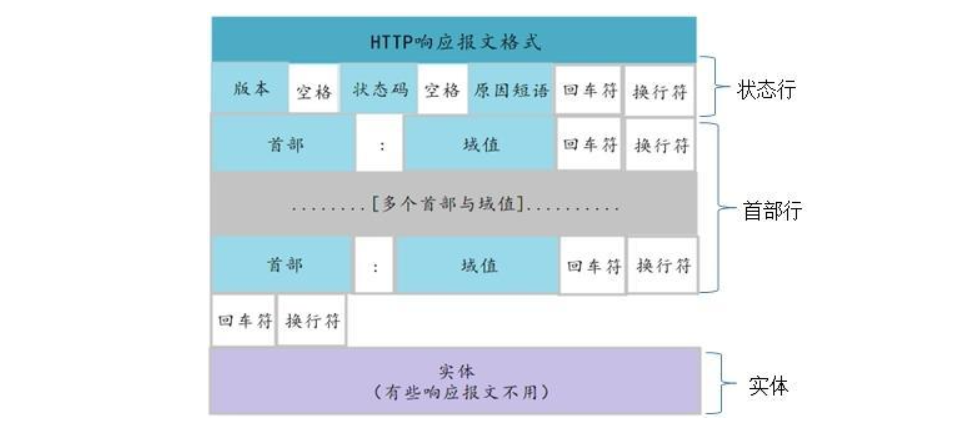 HTTP响应报文格式
版本 空格 状态码 空格 原因短语 回车符 换行符 状态行
首部 : 域值 回车符 换行符
........[多个首部与域值].......... 首部行
首部 : 域值 回车符 换行符
回车符 换行符
实体
(有些响应报文不用) 实体